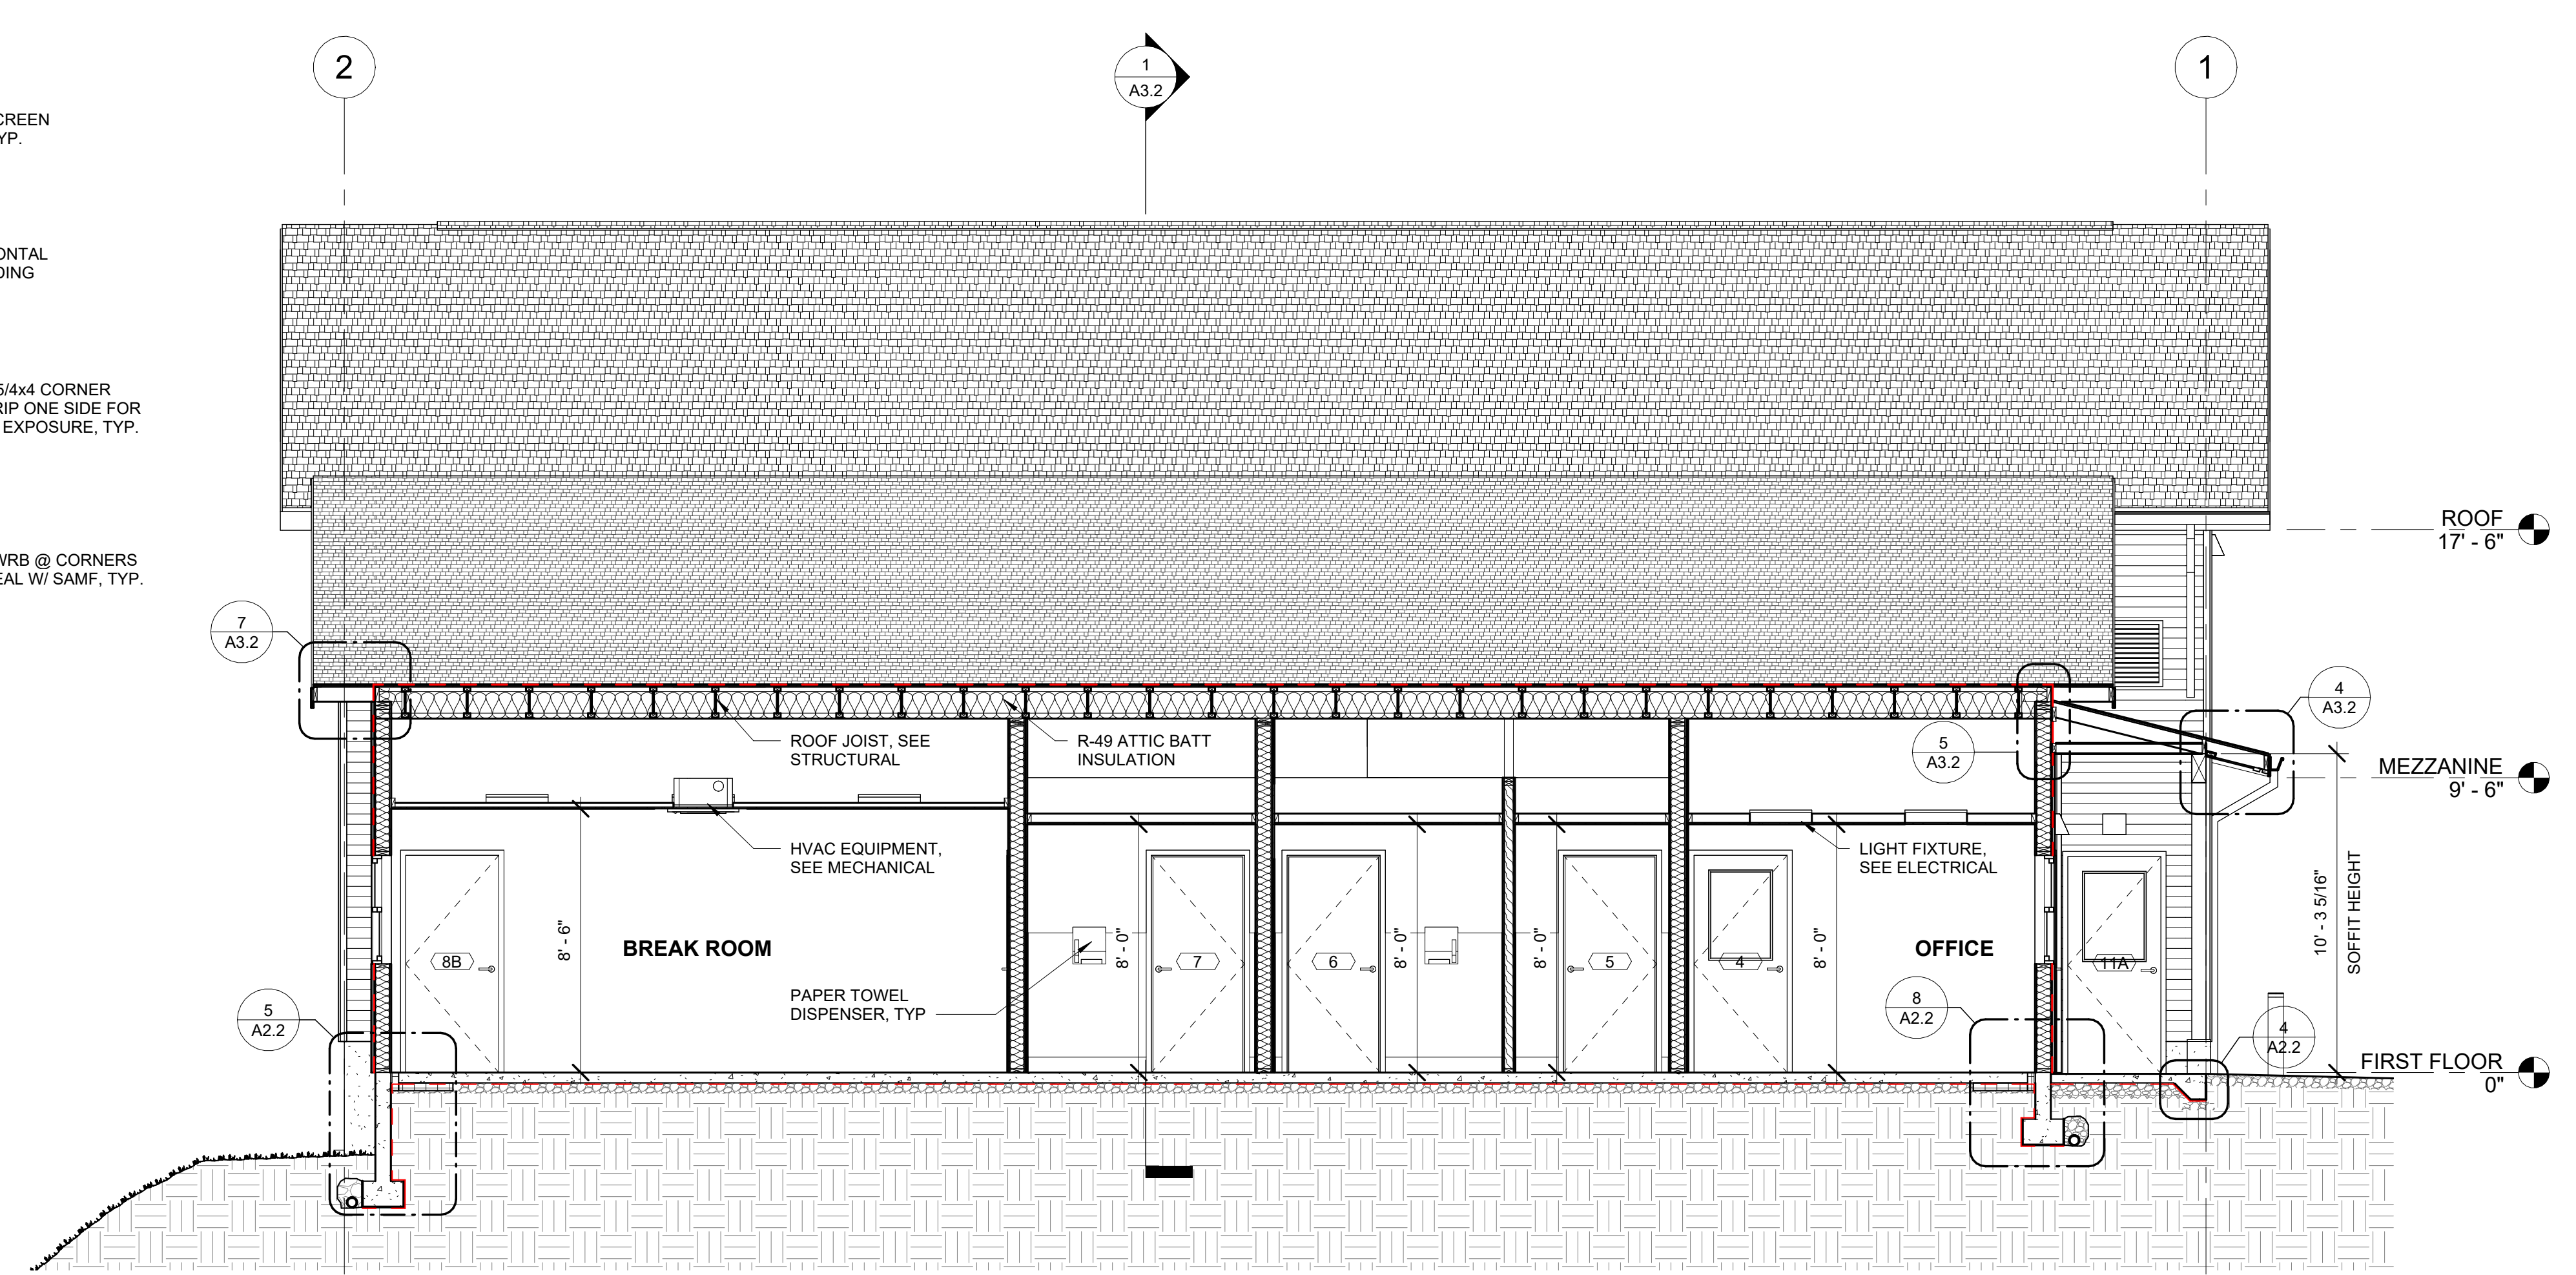 2
1
A3.2
1
CREEN
YP.
ONTAL
DING
5/4x4 CORNER
RIP ONE SIDE FOR
EXPOSURE, TYP.
WRB @ CORNERS
EAL W/ SAMF, TYP.
ROOF
17' - 6"
7
A3.2
4
A3.2
5
A3.2
MEZZANINE
9' - 6"
ROOF JOIST, SEE
STRUCTURAL
R-49 ATTIC BATT
INSULATION
HVAC EQUIPMENT,
SEE MECHANICAL
LIGHT FIXTURE,
SEE ELECTRICAL
8B
8' - 6"
BREAK ROOM
PAPER TOWEL
DISPENSER, TYP
8' - 0"
7
6
8' - 0"
8' - 0"
5
4
8' - 0"
OFFICE
11A
10' - 3 5/16"
SOFFIT HEIGHT
5
A2.2
8
A2.2
4
A2.2
FIRST FLOOR
0"